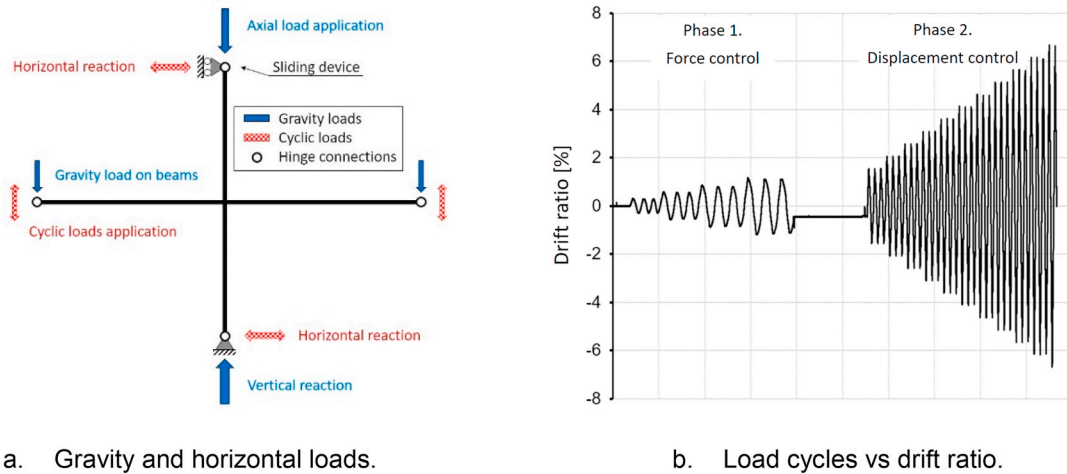 Axial load application
Horizontal reaction
Sliding device
Gravity loads
Cyclic loads
Hinge connections
Gravity load on beams
Cyclic loads application
Horizontal reaction
Vertical reaction
a. Gravity and horizontal loads.
Phase 1.
Force control
Phase 2.
Displacement control
Drift ratio [%]
8
6
4
2
0
-2
-4
-6
-8
b. Load cycles vs drift ratio.